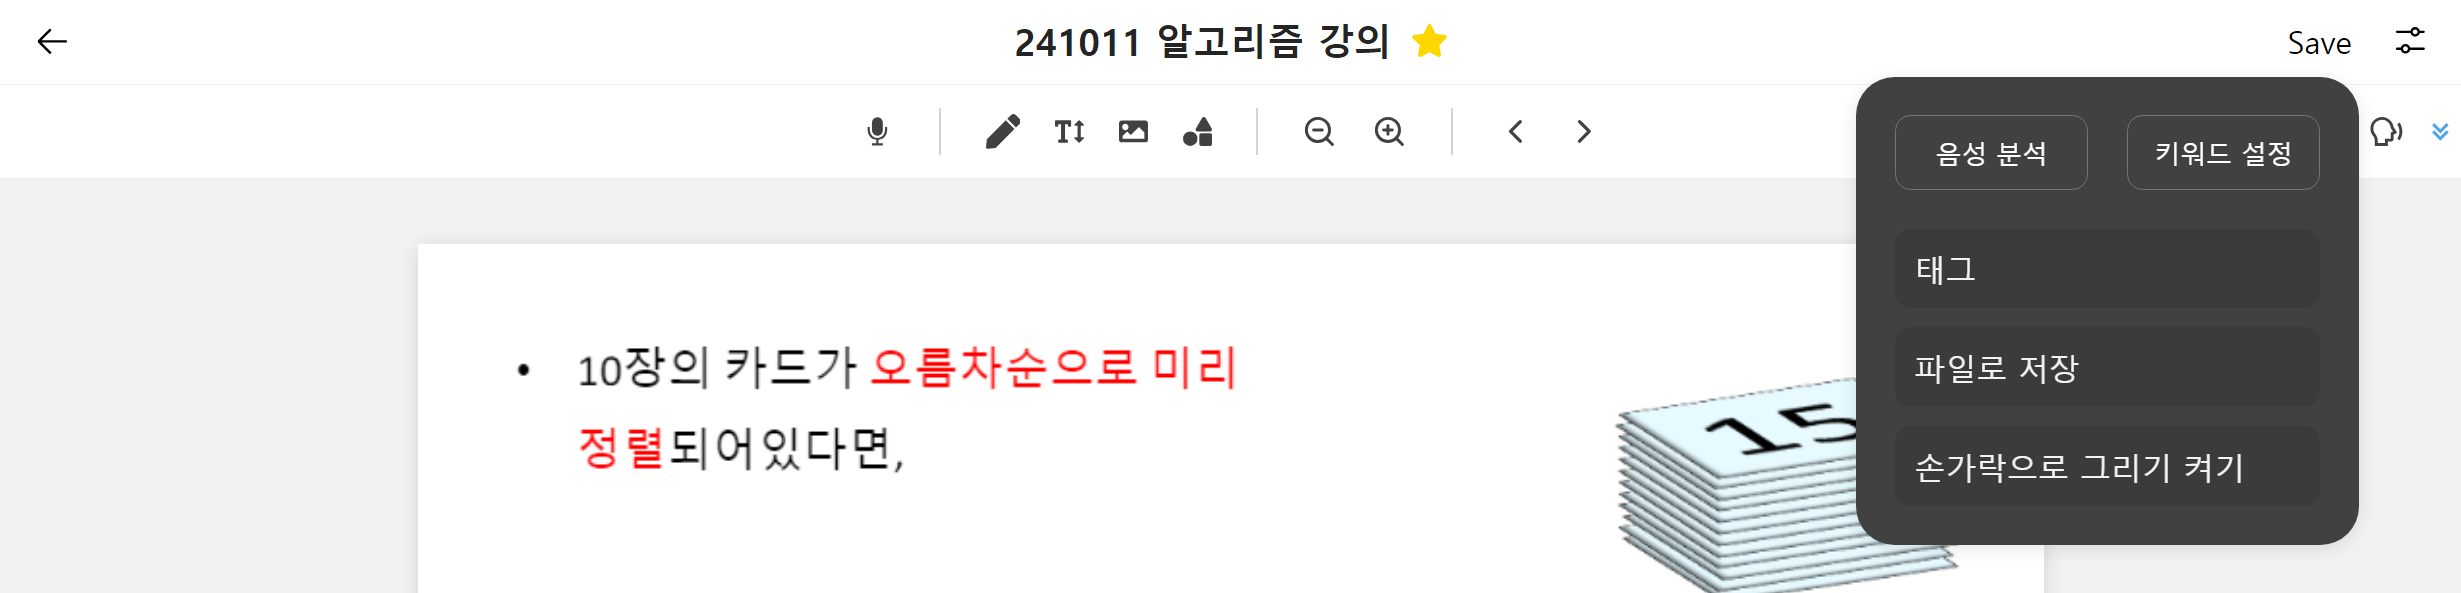 241011 알고리즘 강의
Save
음성 분석
키워드 설정
태그
파일로 저장
손가락으로 그리기 켜기
• 10장의 카드가 오름차순으로 미리
정렬되어있다면,
15